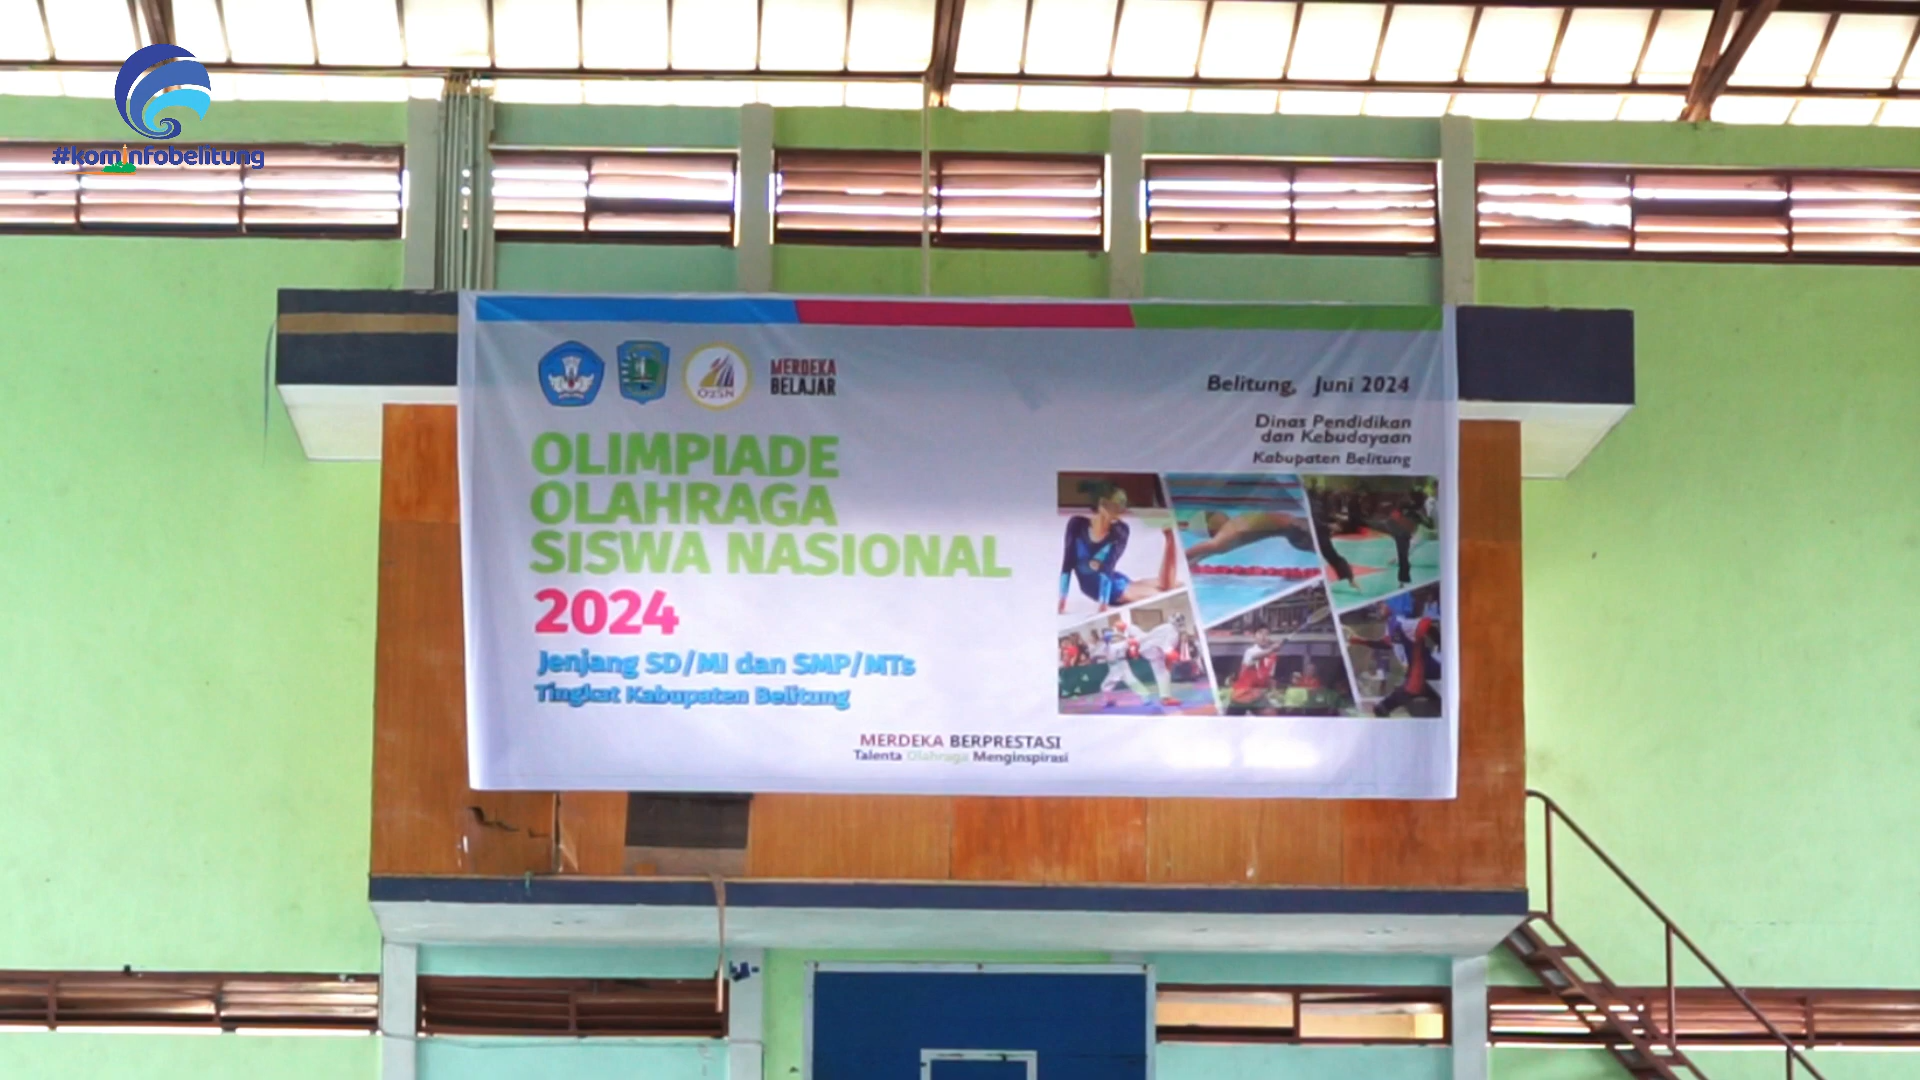 #kominfobelitung
O2SN
MERDEKA
BELAJAR
Belitung, Juni 2024
Dinas Pendidikan
dan Kebudayaan
Kabupaten Belitung
OLIMPIADE
OLAHRAGA
SISWA NASIONAL
2024
Jenjang SD/MI dan SMP/MTs
Tingkat Kabupaten Belitung
MERDEKA BERPRESTASI
Talenta Olahraga Menginspirasi